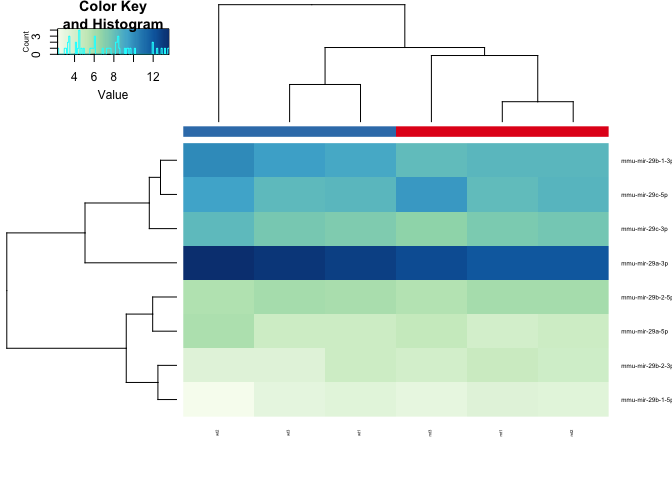 Color Key
and Histogram
Count
0 3
4 6 8 12
Value
mmu-mir-29b-1-3p
mmu-mir-29c-5p
mmu-mir-29c-3p
mmu-mir-29a-3p
mmu-mir-29b-2-5p
mmu-mir-29a-5p
mmu-mir-29b-2-3p
mmu-mir-29b-1-5p